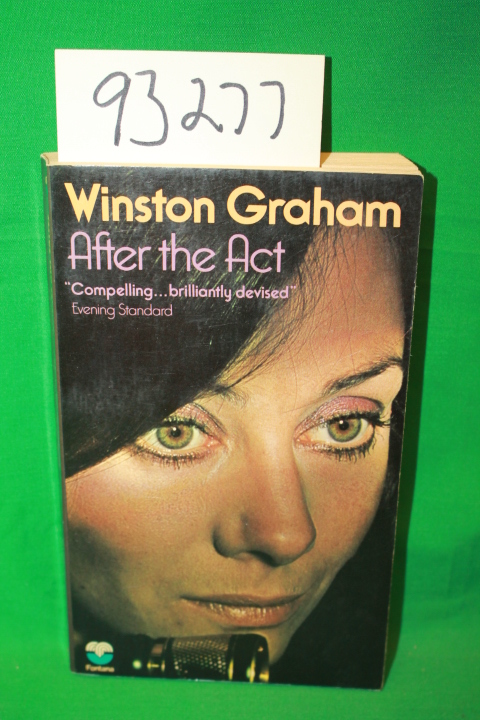 93277
Winston Graham
After the Act
"Compelling...brilliantly devised"
Evening Standard
Fontana